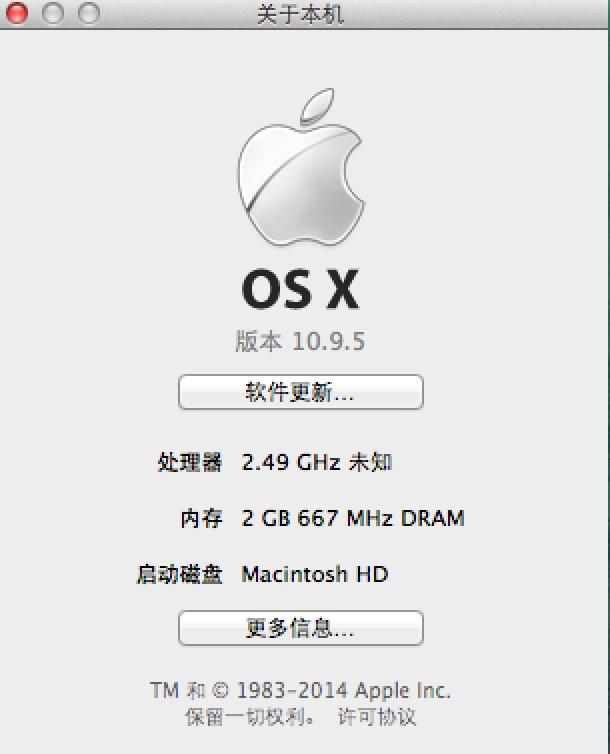 关于本机
OS X
版本 10.9.5
软件更新...
处理器 2.49 GHz 未知
内存 2 GB 667 MHz DRAM
启动磁盘 Macintosh HD
更多信息...
TM 和 © 1983-2014 Apple Inc.
保留一切权利。 许可协议